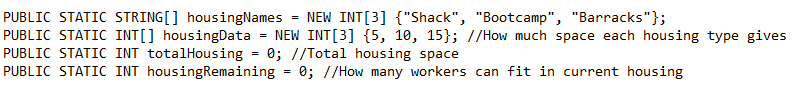 PUBLIC STATIC STRING[] housingNames = NEW INT[3] {"Shack", "Bootcamp", "Barracks"};
PUBLIC STATIC INT[] housingData = NEW INT[3] {5, 10, 15}; //How much space each housing type gives
PUBLIC STATIC INT totalHousing = 0; //Total housing space
PUBLIC STATIC INT housingRemaining = 0; //How many workers can fit in current housing